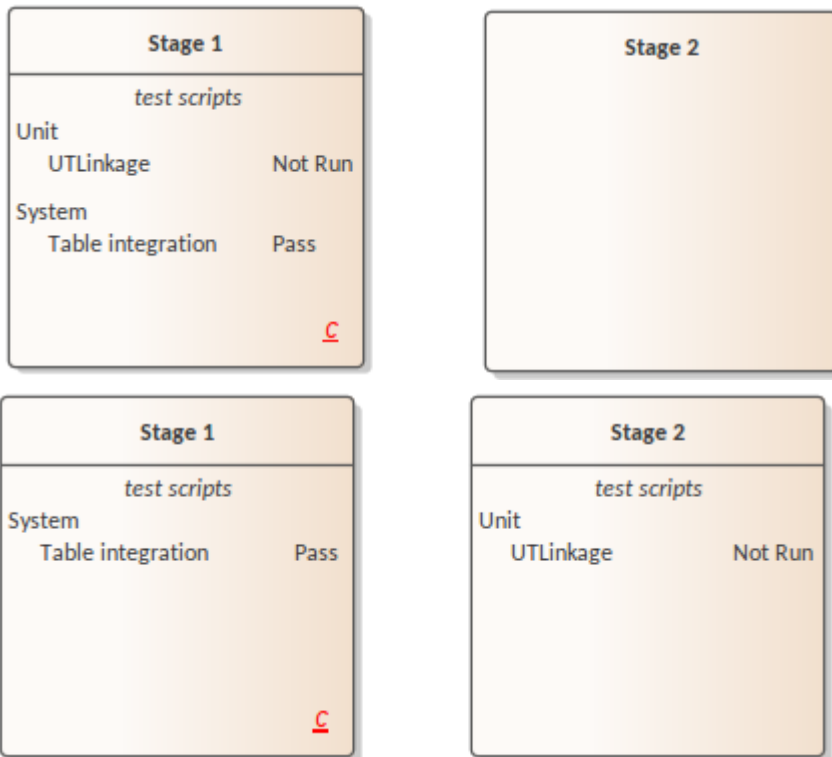 Stage 1
test scripts
Unit
UTLinkage Not Run
System
Table integration Pass
C
Stage 2
Stage 1
test scripts
System
Table integration Pass
C
Stage 2
test scripts
Unit
UTLinkage Not Run